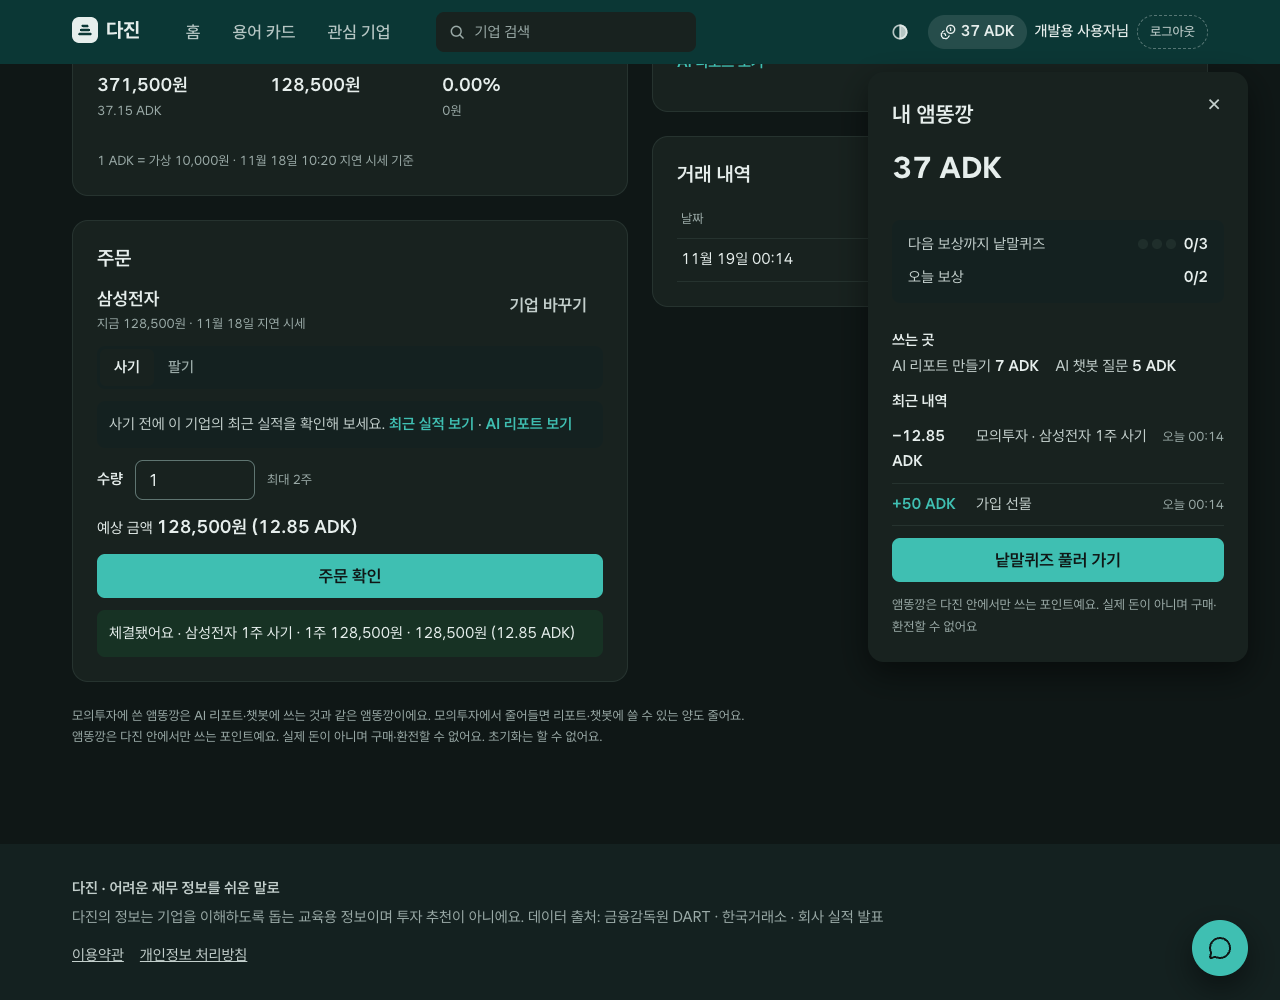 다진
홈
용어 카드
관심 기업
기업 검색
37 ADK
개발용 사용자님
로그아웃
371,500원
128,500원
0.00%
37.15 ADK
0원
1 ADK = 가상 10,000원 · 11월 18일 10:20 지연 시세 기준
주문
삼성전자
지금 128,500원 · 11월 18일 지연 시세
기업 바꾸기
사기
팔기
사기 전에 이 기업의 최근 실적을 확인해 보세요. 최근 실적 보기 · AI 리포트 보기
수량
1
최대 2주
예상 금액 128,500원 (12.85 ADK)
주문 확인
체결됐어요 · 삼성전자 1주 사기 · 1주 128,500원 · 128,500원 (12.85 ADK)
모의투자에 쓴 앰똥깡은 AI 리포트·챗봇에 쓰는 것과 같은 앰똥깡이에요. 모의투자에서 줄어들면 리포트·챗봇에 쓸 수 있는 양도 줄어요.
앰똥깡은 다진 안에서만 쓰는 포인트예요. 실제 돈이 아니며 구매·환전할 수 없어요. 초기화는 할 수 없어요.
AI 리포트 보기
거래 내역
날짜
11월 19일 00:14
내 앰똥깡
37 ADK
다음 보상까지 낱말퀴즈
0/3
오늘 보상
0/2
쓰는 곳
AI 리포트 만들기 7 ADK
AI 챗봇 질문 5 ADK
최근 내역
−12.85 ADK
모의투자 · 삼성전자 1주 사기
오늘 00:14
+50 ADK
가입 선물
오늘 00:14
낱말퀴즈 풀러 가기
앰똥깡은 다진 안에서만 쓰는 포인트예요. 실제 돈이 아니며 구매·
환전할 수 없어요
다진 · 어려운 재무 정보를 쉬운 말로
다진의 정보는 기업을 이해하도록 돕는 교육용 정보이며 투자 추천이 아니에요. 데이터 출처: 금융감독원 DART · 한국거래소 · 회사 실적 발표
이용약관
개인정보 처리방침